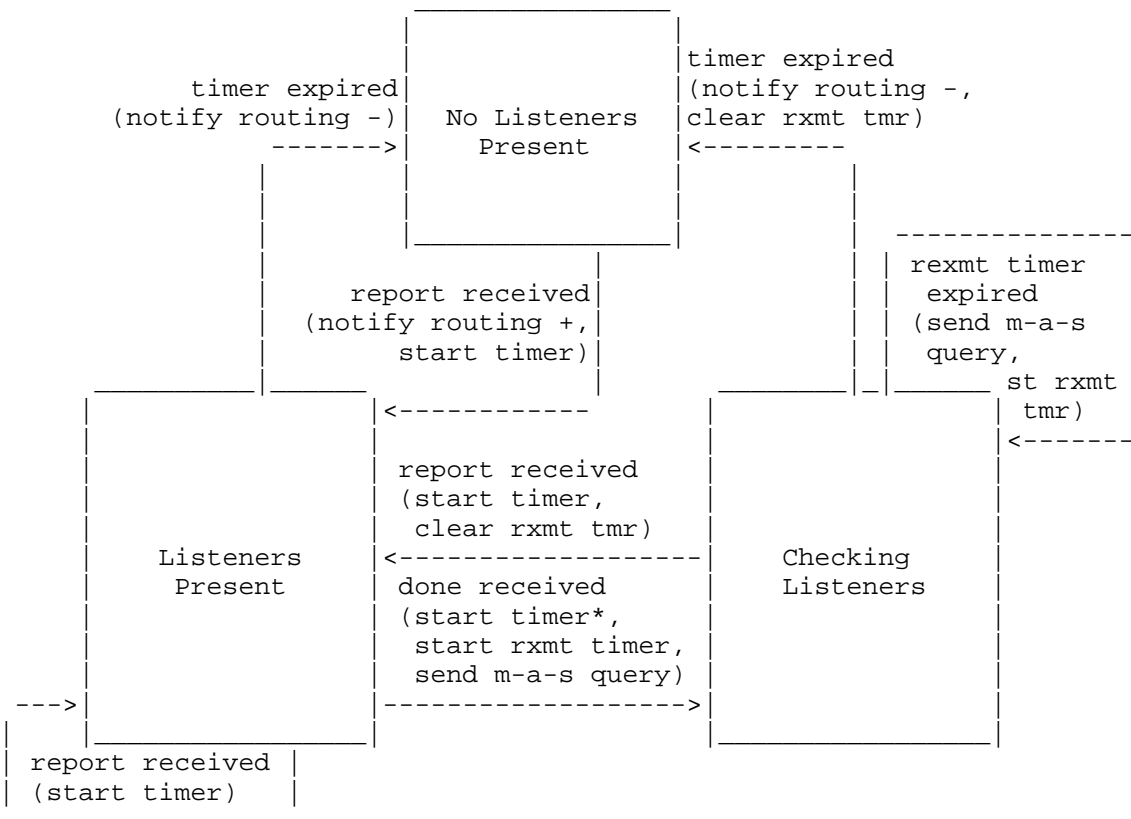 timer expired
(notify routing -)
No Listeners
Present
timer expired
(notify routing -,
clear rxmt tmr)
report received
(notify routing +,
start timer)
rexmt timer
expired
(send m-a-s
query,
st rxmt
tmr)
Listeners
Present
report received
(start timer,
clear rxmt tmr)
done received
(start timer*,
start rxmt timer,
send m-a-s query)
Checking
Listeners
report received
(start timer)